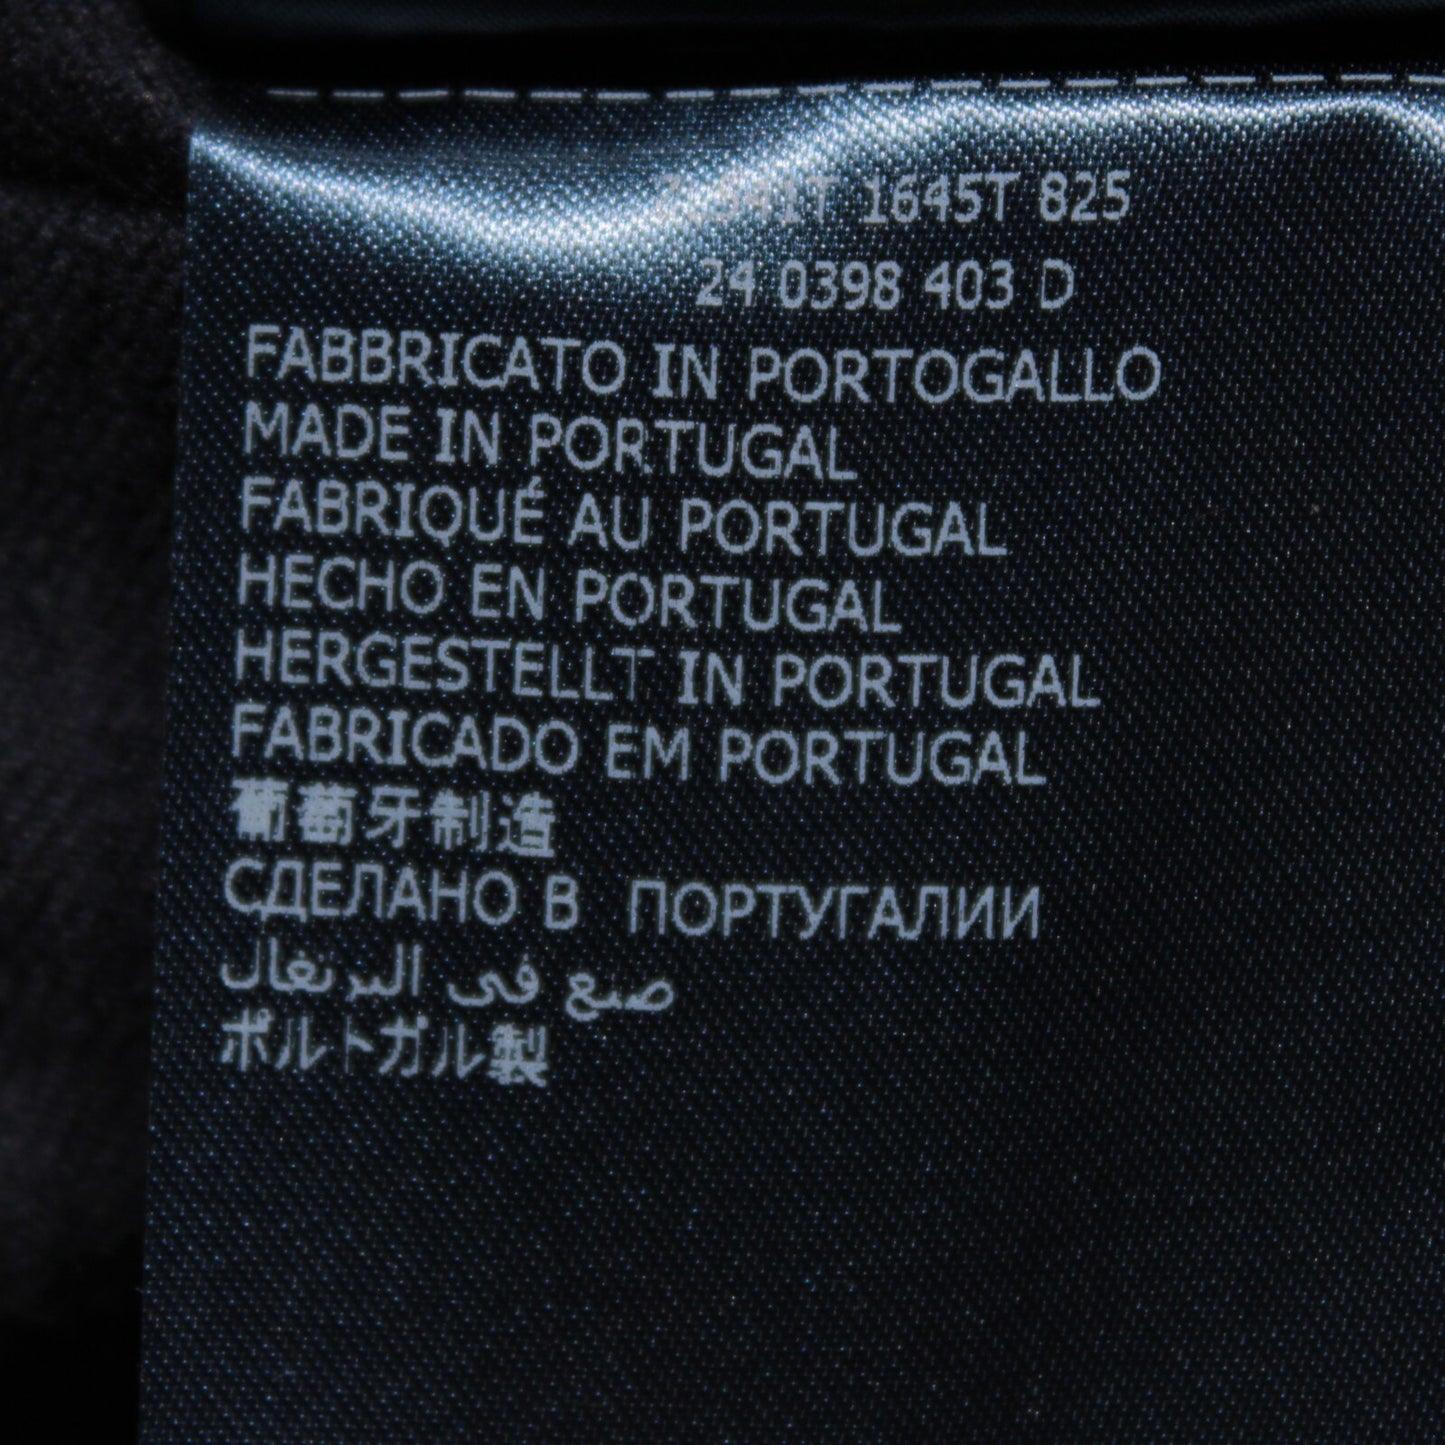 1645T 825
24 0398 403 D
FABBRICATO IN PORTOGALLO
MADE IN PORTUGAL
FABRIQUÉ AU PORTUGAL
HECHO EN PORTUGAL
HERGESTELLT IN PORTUGAL
FABRICADO EM PORTUGAL
葡萄牙制造
СДЕЛАНО В ПОРТУГАЛИИ
صنع فى البرتغال
ポルトガル製